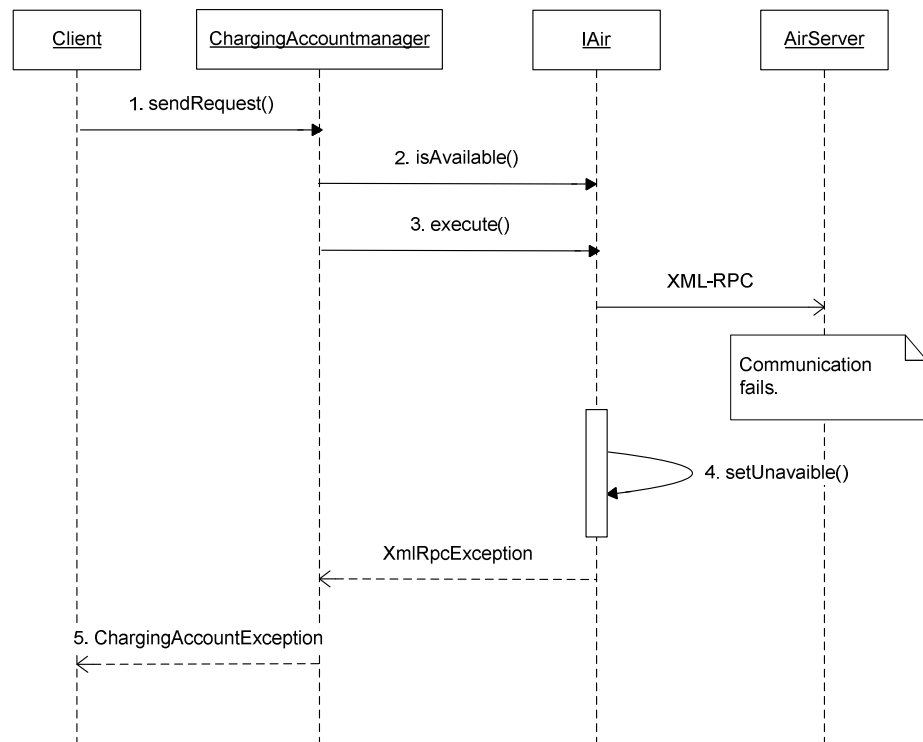 Client
ChargingAccountmanager
IAir
AirServer
1. sendRequest()
2. isAvailable()
3. execute()
XML-RPC
Communication
fails.
4. setUnavaible()
XmlRpcException
5. ChargingAccountException